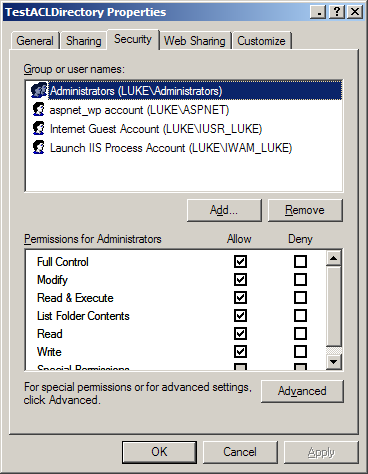 TestACLDirectory Properties
General Sharing Security Web Sharing Customize
Group or user names:
Administrators (LUKE\Administrators)
aspnet_wp account (LUKE\ASPNET)
Internet Guest Account (LUKE\IUSR_LUKE)
Launch IIS Process Account (LUKE\IWAM_LUKE)
Add... Remove
Permissions for Administrators Allow Deny
Full Control
Modify
Read & Execute
List Folder Contents
Read
Write
Special Permissions
For special permissions or for advanced settings,
click Advanced.
Advanced
OK Cancel Apply